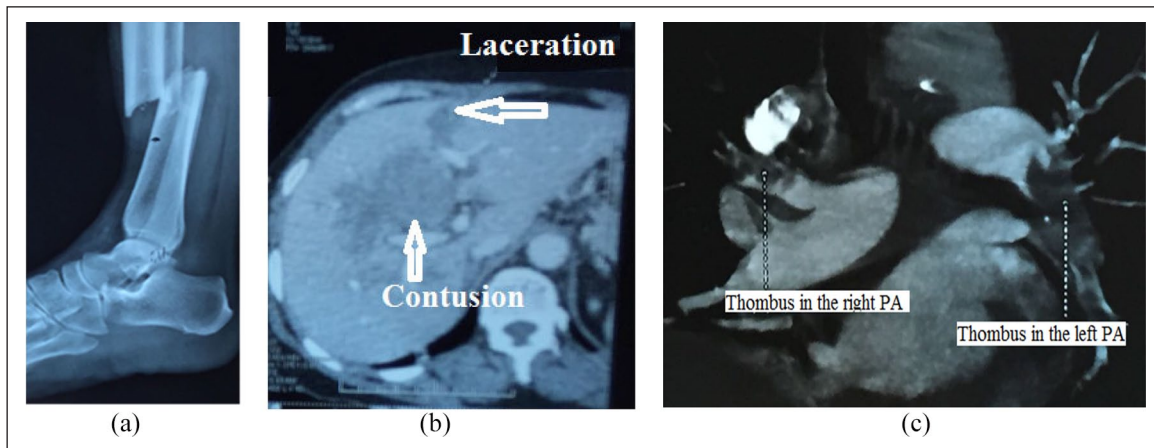 Laceration
Contusion
Thombus in the right PA
Thombus in the left PA
(a)
(b)
(c)